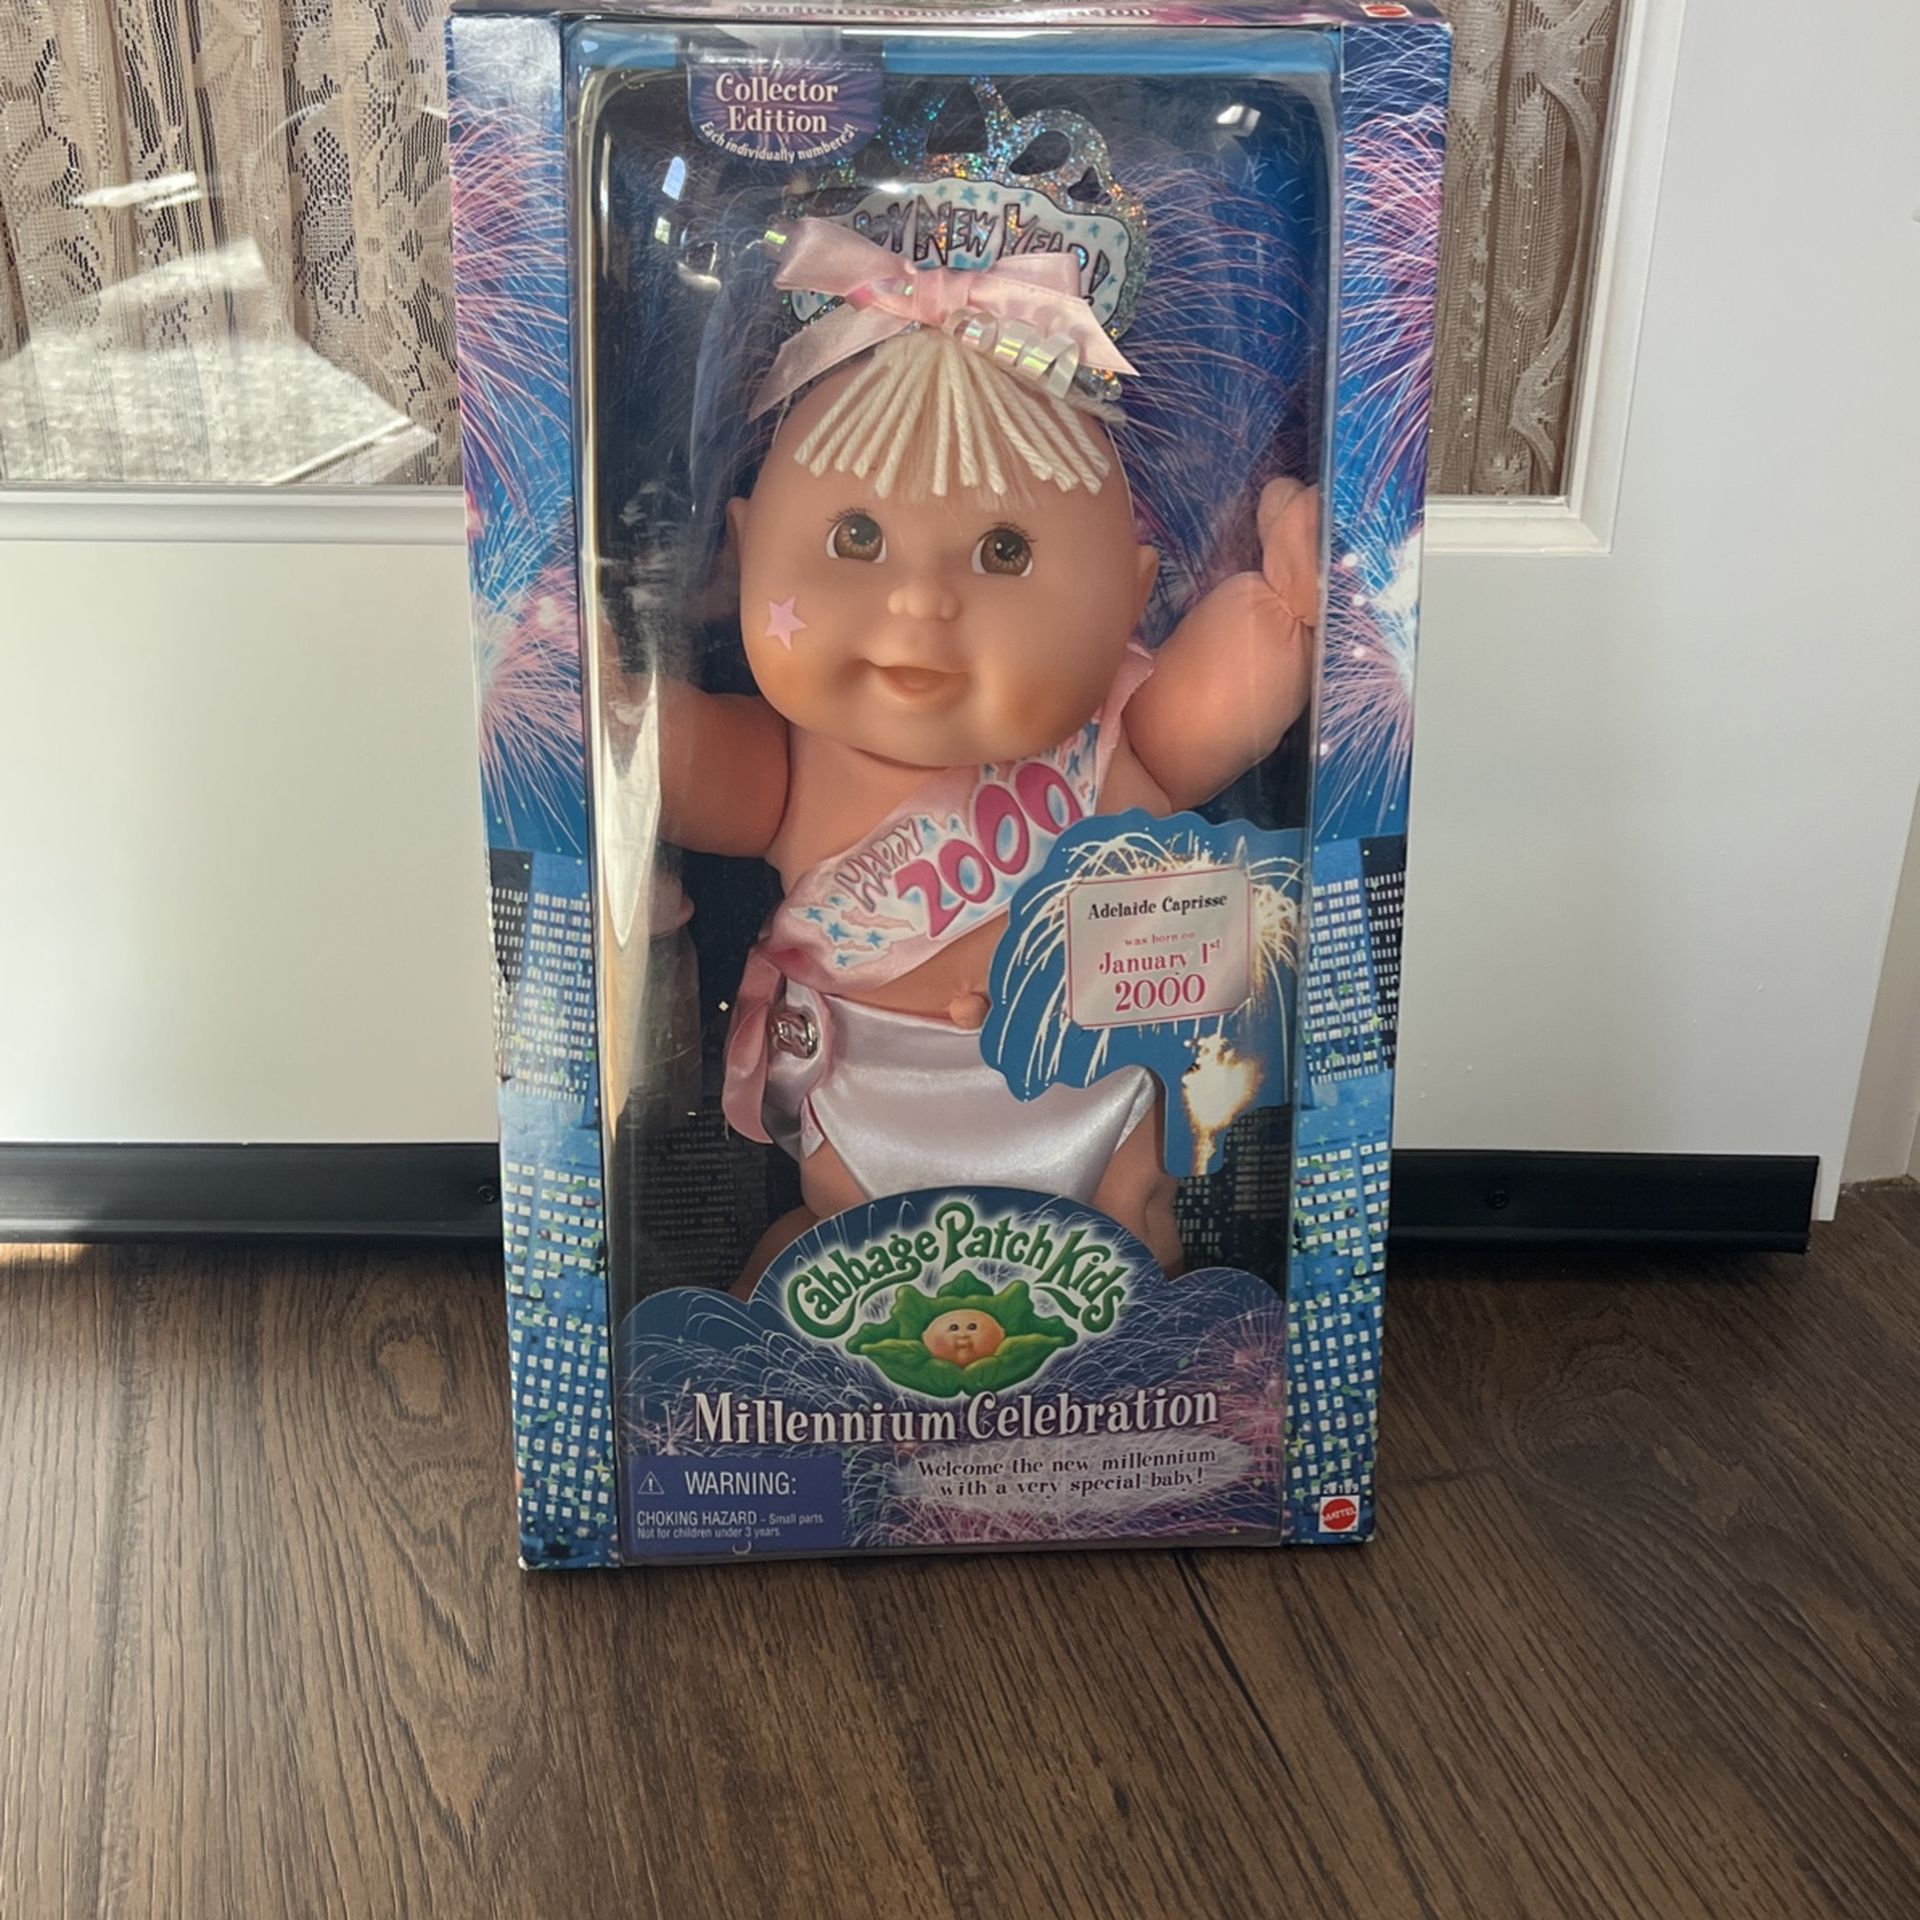 Collector
Edition
Each individually numbered!
NEW YEAR!
HAPPY
2000
Adelaide Caprisse
was born on
January 1st
2000
Cabbage Patch Kids
Millennium Celebration™
Welcome the new millennium
with a very special baby!
⚠ WARNING:
CHOKING HAZARD - Small parts.
Not for children under 3 years.
MATTEL